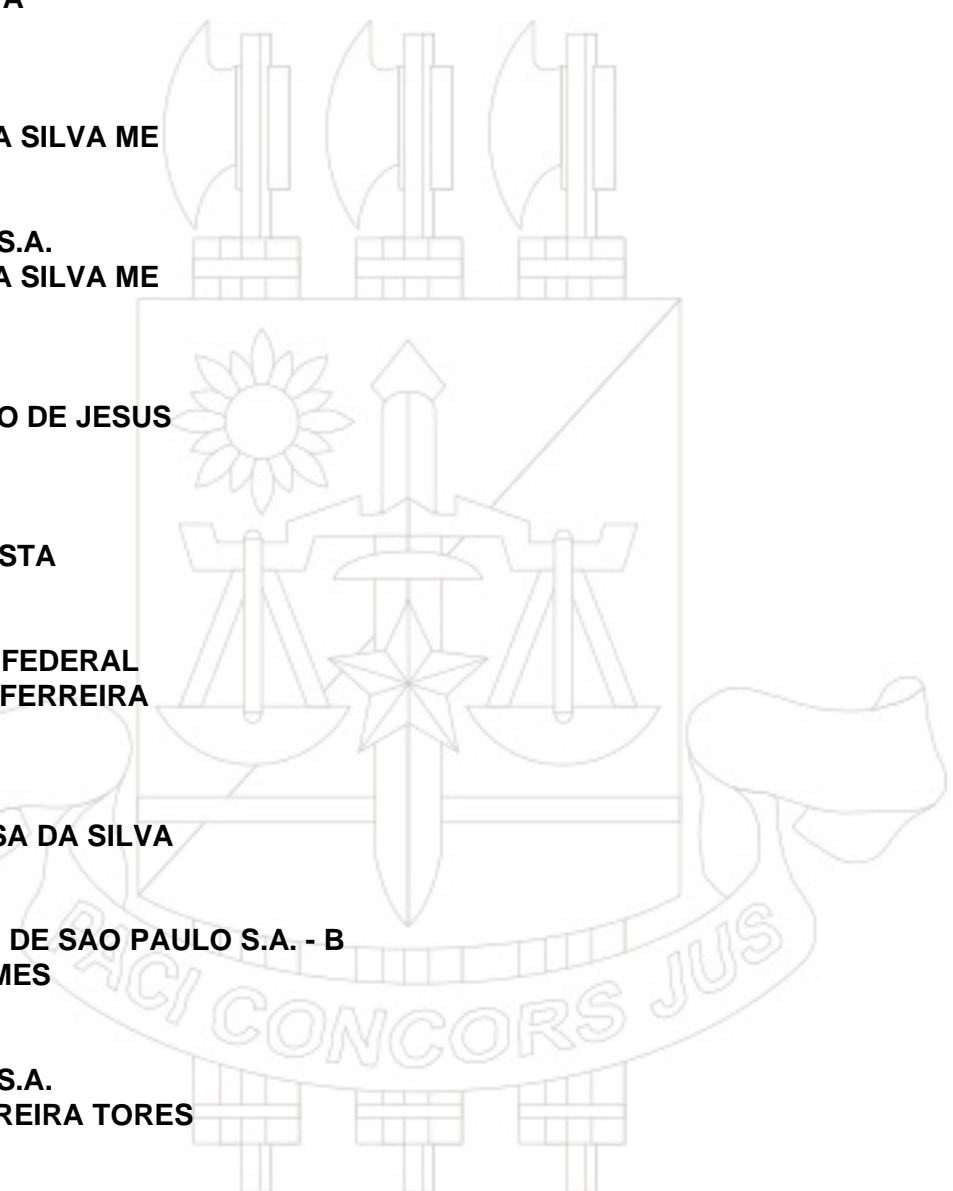 A
A SILVA ME
S.A.
A SILVA ME
O DE JESUS
STA
FEDERAL
FERREIRA
SA DA SILVA
DE SAO PAULO S.A. - B
MES
PACI CONCORS JUS
S.A.
REIRA TORES